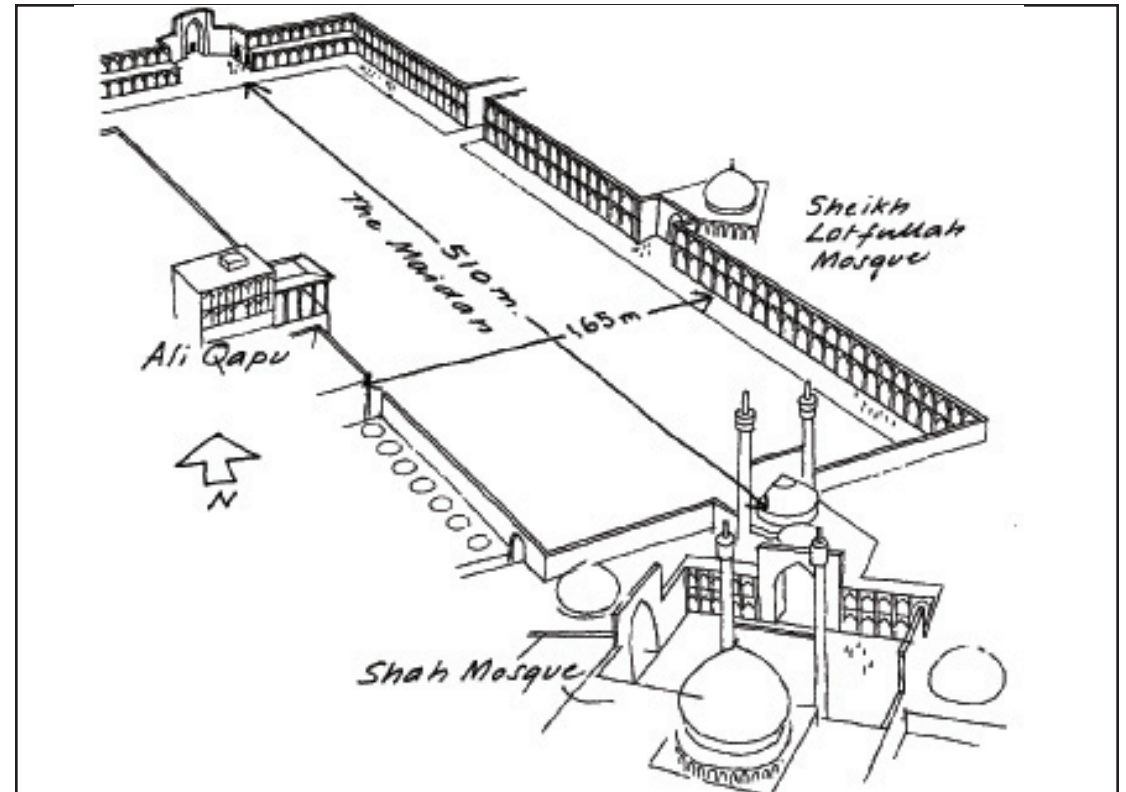 The Maidan
510 m.
165 m
Sheikh
Lotfullah
Mosque
Ali Qapu
N
Shah Mosque